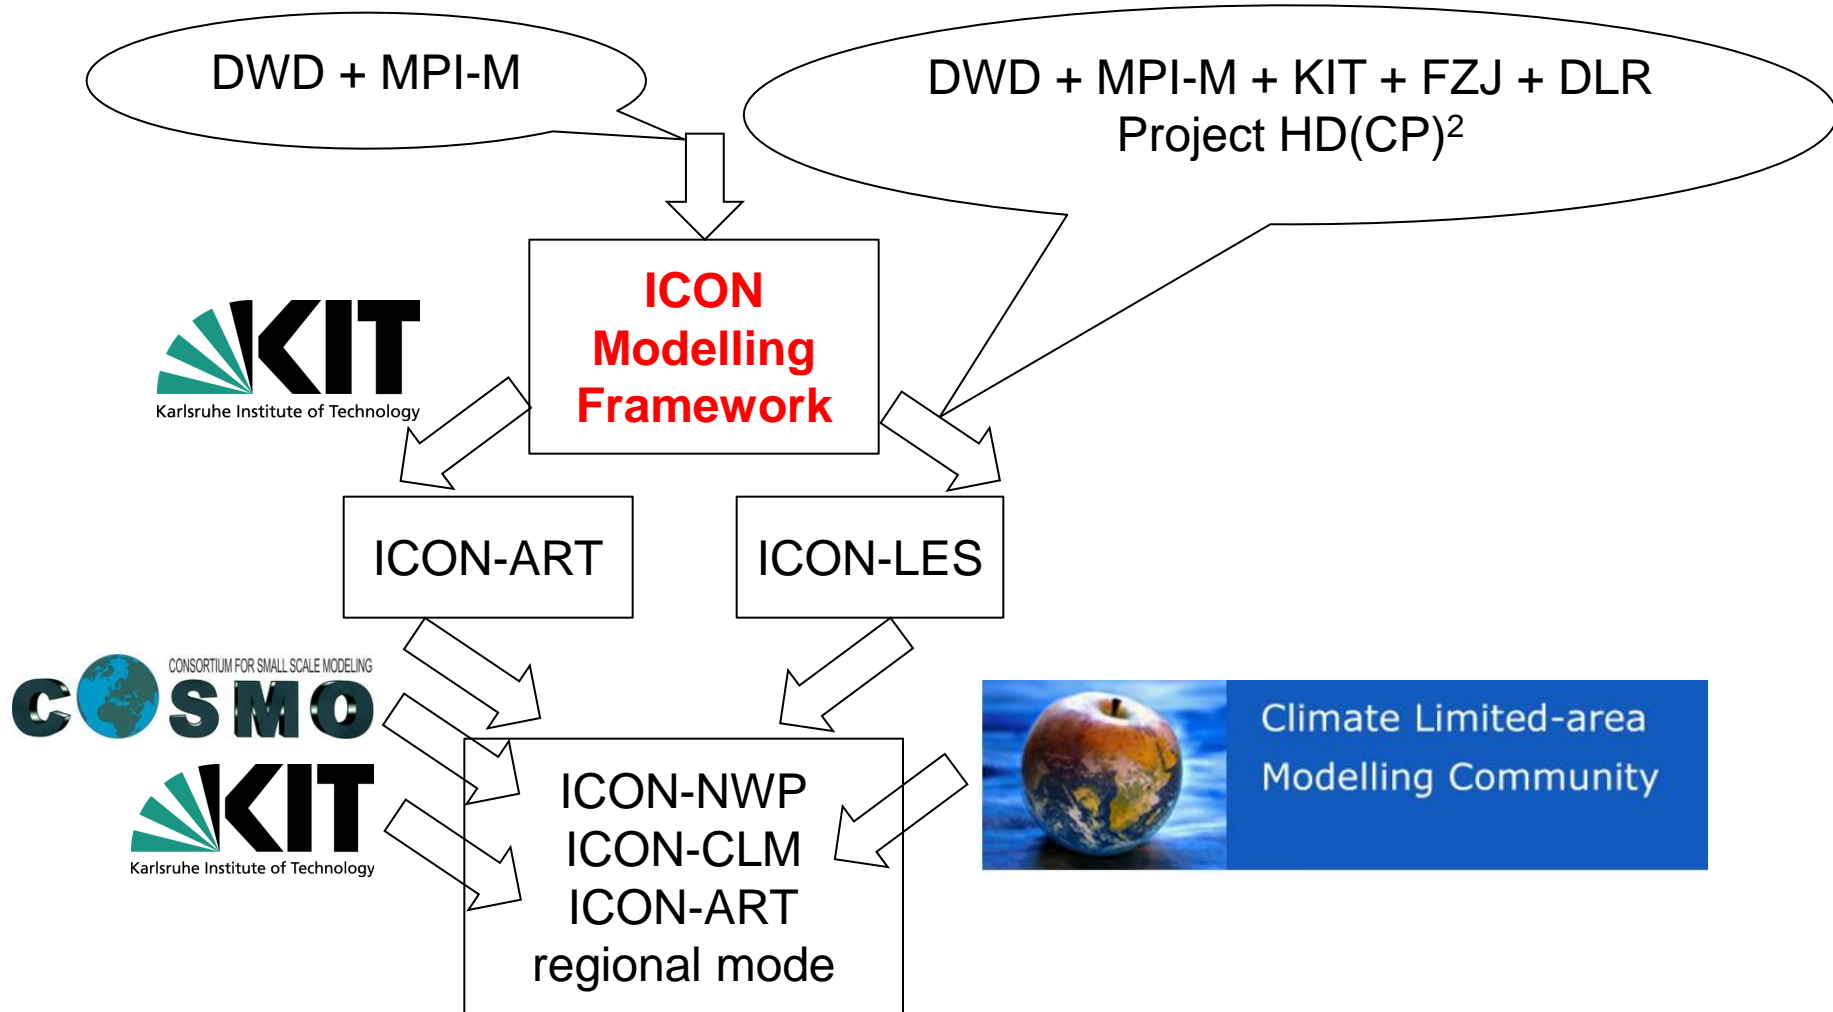 DWD + MPI-M
DWD + MPI-M + KIT + FZJ + DLR
Project HD(CP)²
ICON
Modelling
Framework
KIT
Karlsruhe Institute of Technology
ICON-ART
ICON-LES
CONSORTIUM FOR SMALL SCALE MODELING
COSMO
KIT
Karlsruhe Institute of Technology
ICON-NWP
ICON-CLM
ICON-ART
regional mode
Climate Limited-area
Modelling Community